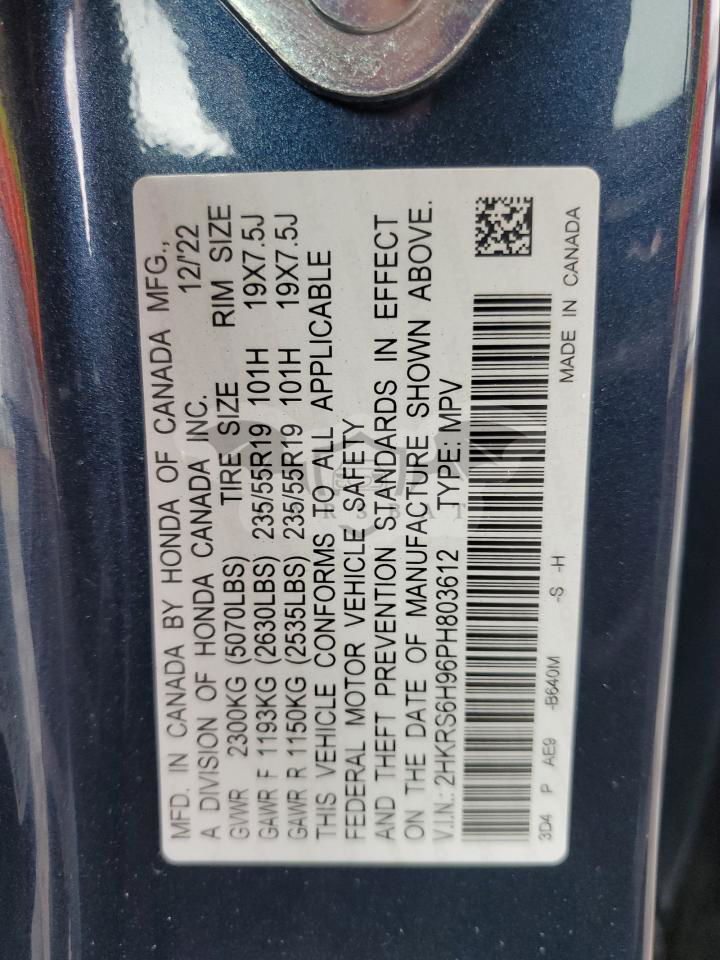 MFD. IN CANADA BY HONDA OF CANADA MFG.,
A DIVISION OF HONDA CANADA INC. 12/'22
GVWR 2300KG (5070LBS) TIRE SIZE RIM SIZE
GAWR F 1193KG (2630LBS) 235/55R19 101H 19X7.5J
GAWR R 1150KG (2535LBS) 235/55R19 101H 19X7.5J
THIS VEHICLE CONFORMS TO ALL APPLICABLE
FEDERAL MOTOR VEHICLE SAFETY
AND THEFT PREVENTION STANDARDS IN EFFECT
ON THE DATE OF MANUFACTURE SHOWN ABOVE.
V.I.N.: 2HKRS6H96PH803612 TYPE: MPV
3D4 P AE9 -B640M -S -H MADE IN CANADA